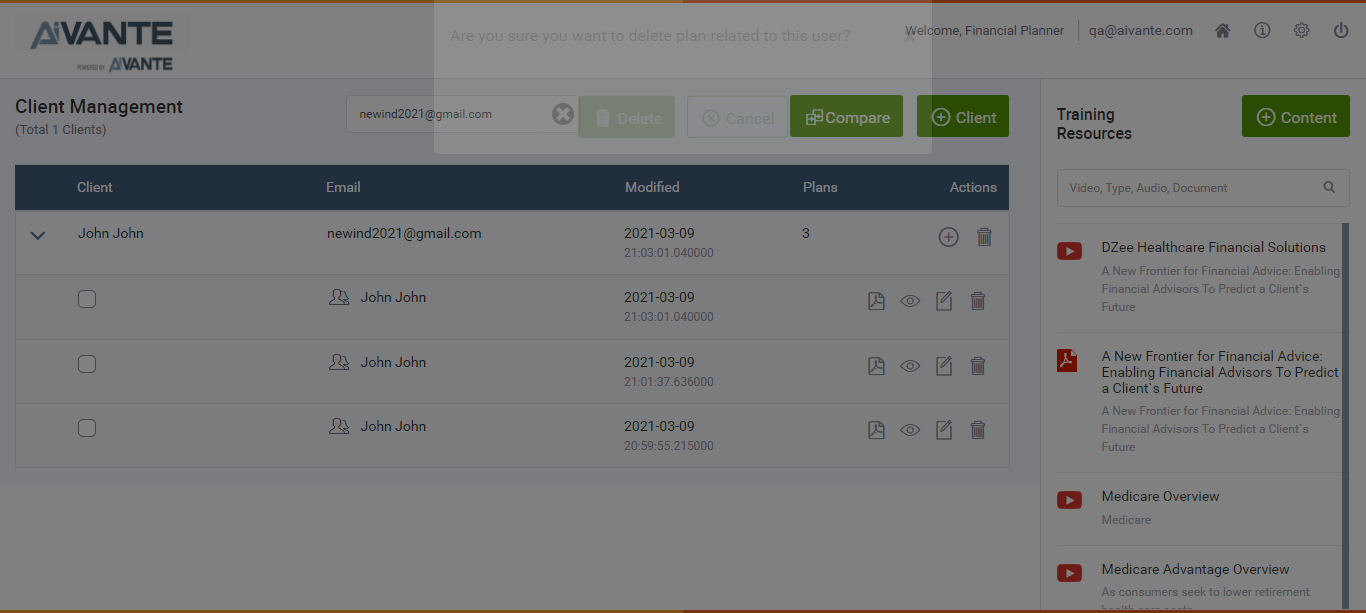 AiVANTE
POWERED BY AiVANTE
Are you sure you want to delete plan related to this user?
Welcome, Financial Planner
qa@aivante.com
Client Management
(Total 1 Clients)
newind2021@gmail.com
Delete
Cancel
Compare
Client
Training
Resources
Content
Video, Type, Audio, Document
Client Email Modified Plans Actions
John John newind2021@gmail.com 2021-03-09 3
21:03:01.040000
John John 2021-03-09
21:03:01.040000
John John 2021-03-09
21:01:37.636000
John John 2021-03-09
20:59:55.215000
DZee Healthcare Financial Solutions
A New Frontier for Financial Advice: Enabling
Financial Advisors To Predict a Client`s
Future
A New Frontier for Financial Advice:
Enabling Financial Advisors To Predict
a Client`s Future
A New Frontier for Financial Advice: Enabling
Financial Advisors To Predict a Client`s
Future
Medicare Overview
Medicare
Medicare Advantage Overview
As consumers seek to lower retirement
health care costs